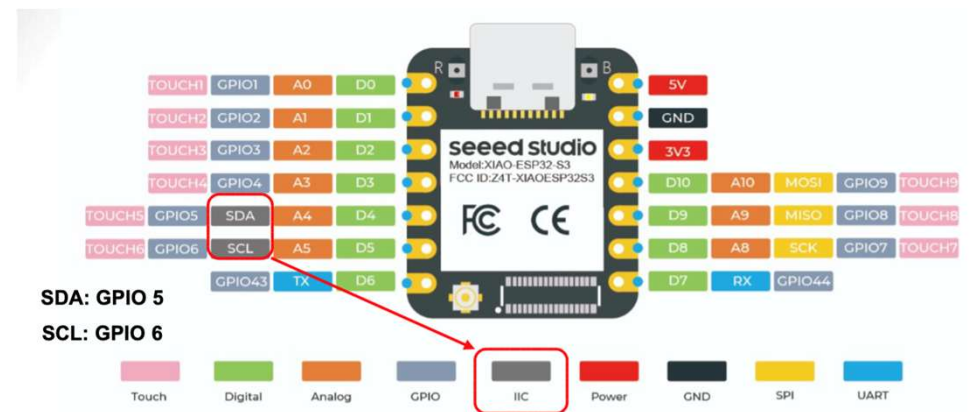 R B
TOUCH1 GPIO1 A0 D0 5V
TOUCH2 GPIO2 A1 D1 GND
TOUCH3 GPIO3 A2 D2 3V3
seeed studio
Model:XIAO-ESP32-S3
FCC ID:Z4T-XIAOESP32S3
FC CE
TOUCH4 GPIO4 A3 D3 D10 A10 MOSI GPIO9 TOUCH9
TOUCH5 GPIO5 SDA A4 D4 D9 A9 MISO GPIO8 TOUCH8
TOUCH6 GPIO6 SCL A5 D5 D8 A8 SCK GPIO7 TOUCH7
GPIO43 TX D6 D7 RX GPIO44
SDA: GPIO 5
SCL: GPIO 6
Touch Digital Analog GPIO IIC Power GND SPI UART